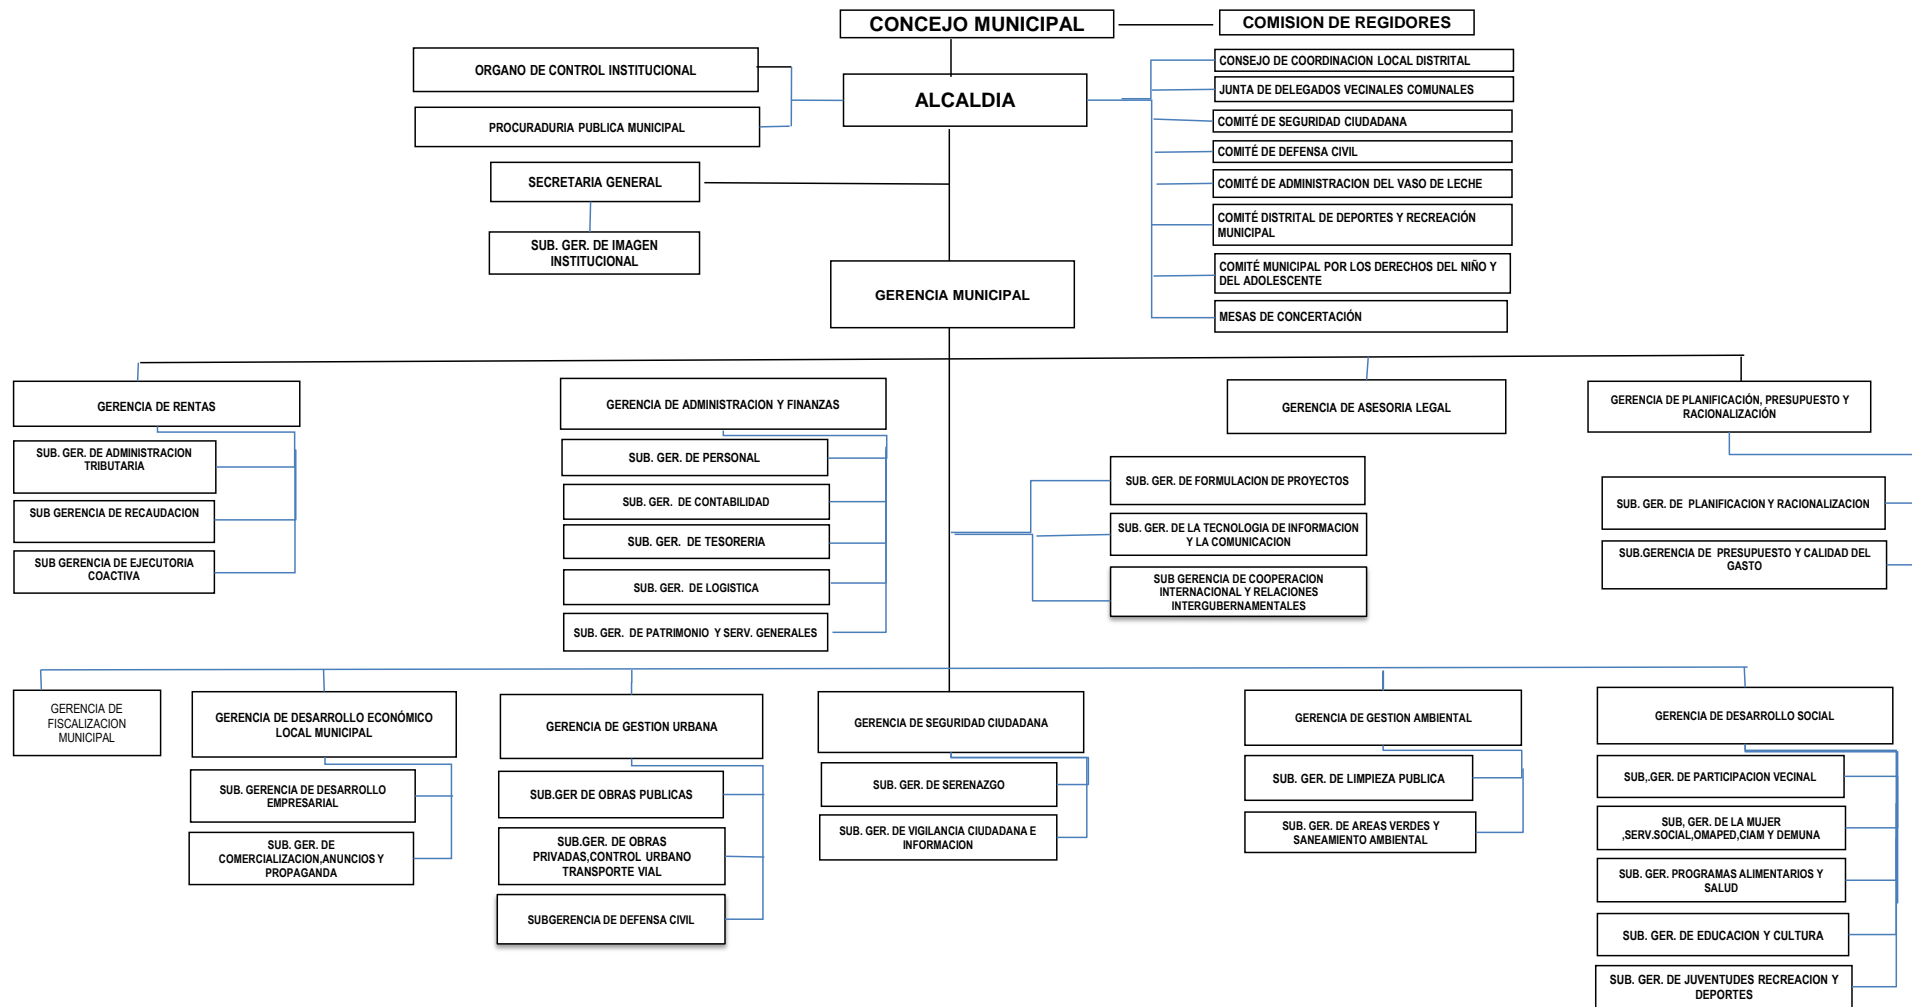 CONCEJO MUNICIPAL
COMISION DE REGIDORES
ORGANO DE CONTROL INSTITUCIONAL
ALCALDIA
PROCURADURIA PUBLICA MUNICIPAL
CONSEJO DE COORDINACION LOCAL DISTRITAL
JUNTA DE DELEGADOS VECINALES COMUNALES
COMITÉ DE SEGURIDAD CIUDADANA
COMITÉ DE DEFENSA CIVIL
COMITÉ DE ADMINISTRACION DEL VASO DE LECHE
COMITÉ DISTRITAL DE DEPORTES Y RECREACIÓN
MUNICIPAL
COMITÉ MUNICIPAL POR LOS DERECHOS DEL NIÑO Y
DEL ADOLESCENTE
MESAS DE CONCERTACIÓN
SECRETARIA GENERAL
SUB. GER. DE IMAGEN
INSTITUCIONAL
GERENCIA MUNICIPAL
GERENCIA DE RENTAS
SUB. GER. DE ADMINISTRACION
TRIBUTARIA
SUB GERENCIA DE RECAUDACION
SUB GERENCIA DE EJECUTORIA
COACTIVA
GERENCIA DE ADMINISTRACION Y FINANZAS
SUB. GER. DE PERSONAL
SUB. GER. DE CONTABILIDAD
SUB. GER. DE TESORERIA
SUB. GER. DE LOGISTICA
SUB. GER. DE PATRIMONIO Y SERV. GENERALES
GERENCIA DE ASESORIA LEGAL
SUB. GER. DE FORMULACION DE PROYECTOS
SUB. GER. DE LA TECNOLOGIA DE INFORMACION
Y LA COMUNICACION
SUB GERENCIA DE COOPERACION
INTERNACIONAL Y RELACIONES
INTERGUBERNAMENTALES
GERENCIA DE PLANIFICACIÓN, PRESUPUESTO Y
RACIONALIZACIÓN
SUB. GER. DE PLANIFICACION Y RACIONALIZACION
SUB.GERENCIA DE PRESUPUESTO Y CALIDAD DEL
GASTO
GERENCIA DE
FISCALIZACION
MUNICIPAL
GERENCIA DE DESARROLLO ECONÓMICO
LOCAL MUNICIPAL
SUB. GERENCIA DE DESARROLLO
EMPRESARIAL
SUB. GER. DE
COMERCIALIZACION,ANUNCIOS Y
PROPAGANDA
GERENCIA DE GESTION URBANA
SUB.GER DE OBRAS PUBLICAS
SUB.GER. DE OBRAS
PRIVADAS,CONTROL URBANO
TRANSPORTE VIAL
SUBGERENCIA DE DEFENSA CIVIL
GERENCIA DE SEGURIDAD CIUDADANA
SUB. GER. DE SERENAZGO
SUB. GER. DE VIGILANCIA CIUDADANA E
INFORMACION
GERENCIA DE GESTION AMBIENTAL
SUB. GER. DE LIMPIEZA PUBLICA
SUB. GER. DE AREAS VERDES Y
SANEAMIENTO AMBIENTAL
GERENCIA DE DESARROLLO SOCIAL
SUB,.GER. DE PARTICIPACION VECINAL
SUB, GER. DE LA MUJER
,SERV.SOCIAL,OMAPED,CIAM Y DEMUNA
SUB. GER. PROGRAMAS ALIMENTARIOS Y
SALUD
SUB. GER. DE EDUCACION Y CULTURA
SUB. GER. DE JUVENTUDES RECREACION Y
DEPORTES